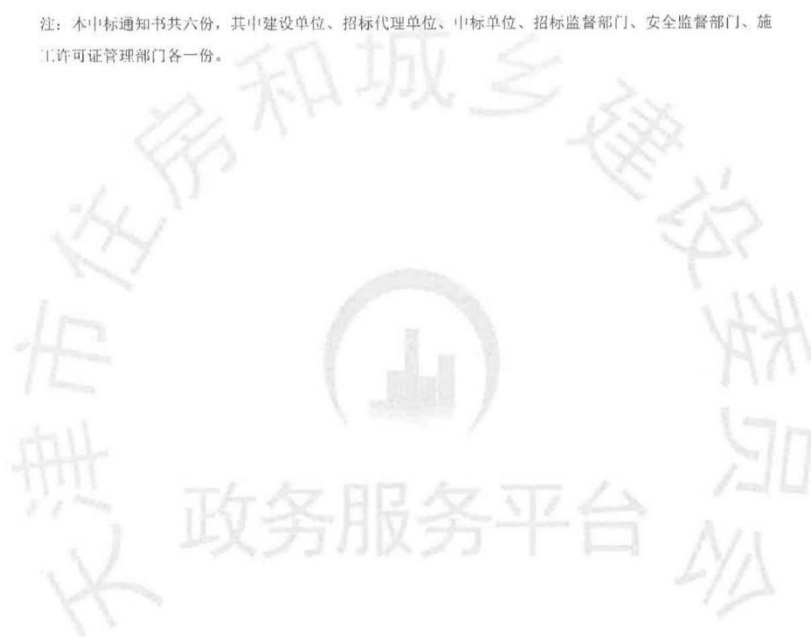 注：本中标通知书共六份，其中建设单位、招标代理单位、中标单位、招标监督部门、安全监督部门、施
工许可证管理部门各一份。
天津市住房和城乡建设委员会
政务服务平台